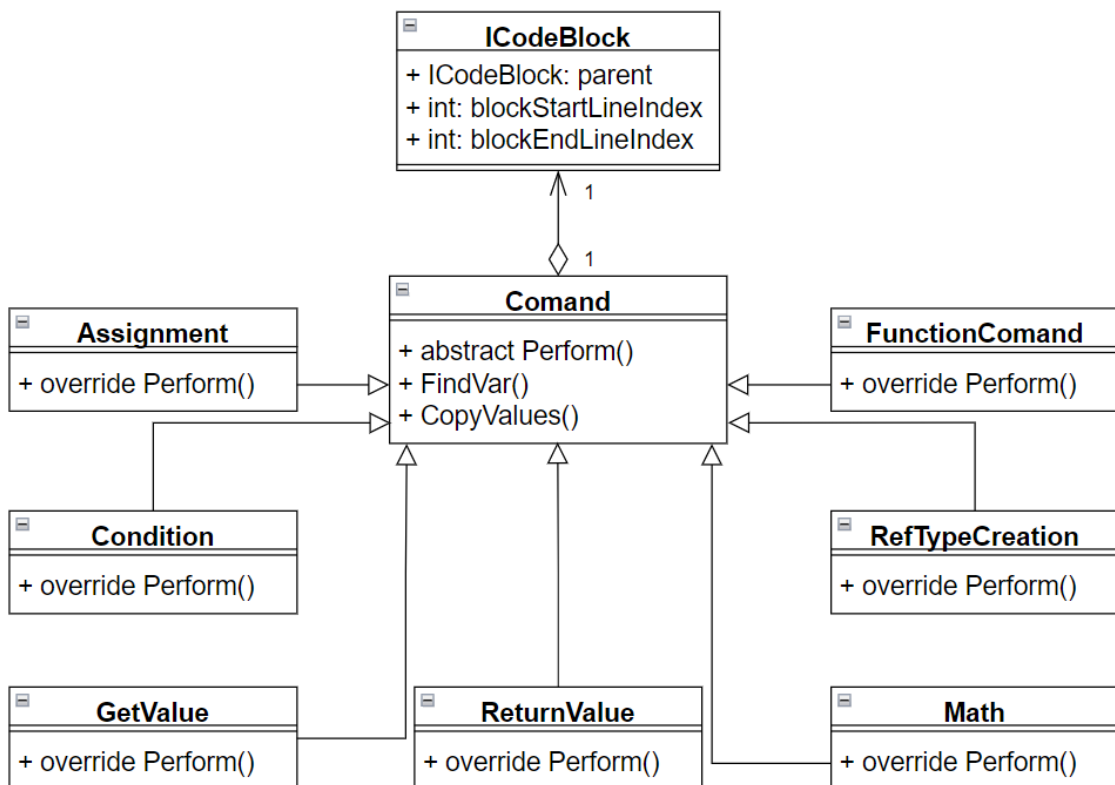 ICodeBlock
+ ICodeBlock: parent
+ int: blockStartLineIndex
+ int: blockEndLineIndex
1
1
Comand
+ abstract Perform()
+ FindVar()
+ CopyValues()
Assignment
+ override Perform()
FunctionComand
+ override Perform()
Condition
+ override Perform()
RefTypeCreation
+ override Perform()
GetValue
+ override Perform()
ReturnValue
+ override Perform()
Math
+ override Perform()